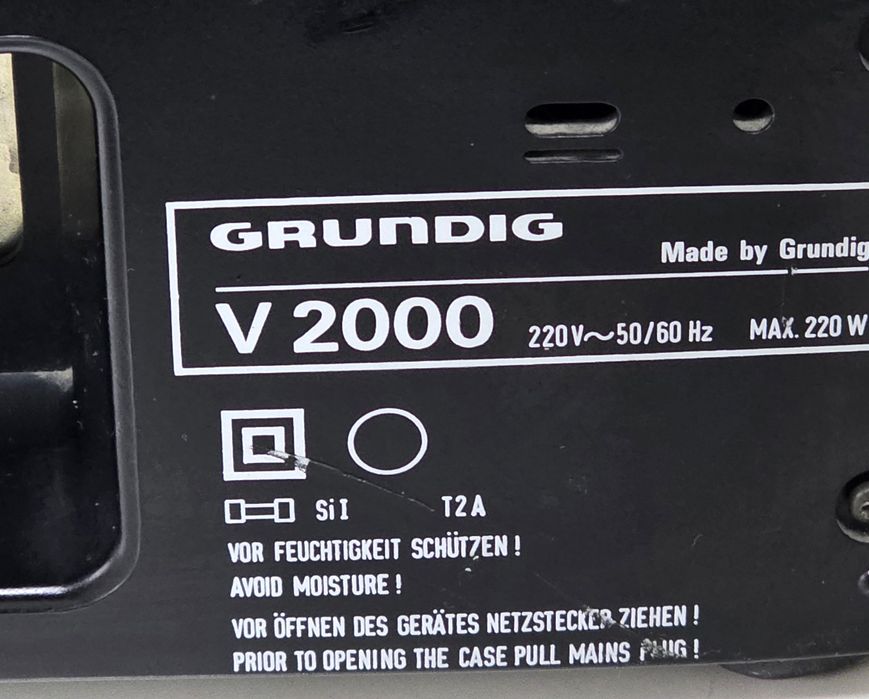 GRUNDIG
Made by Grundig
V 2000 220V~50/60 Hz MAX. 220 W
Si I T2A
VOR FEUCHTIGKEIT SCHÜTZEN !
AVOID MOISTURE !
VOR ÖFFNEN DES GERÄTES NETZSTECKER ZIEHEN !
PRIOR TO OPENING THE CASE PULL MAINS PLUG !